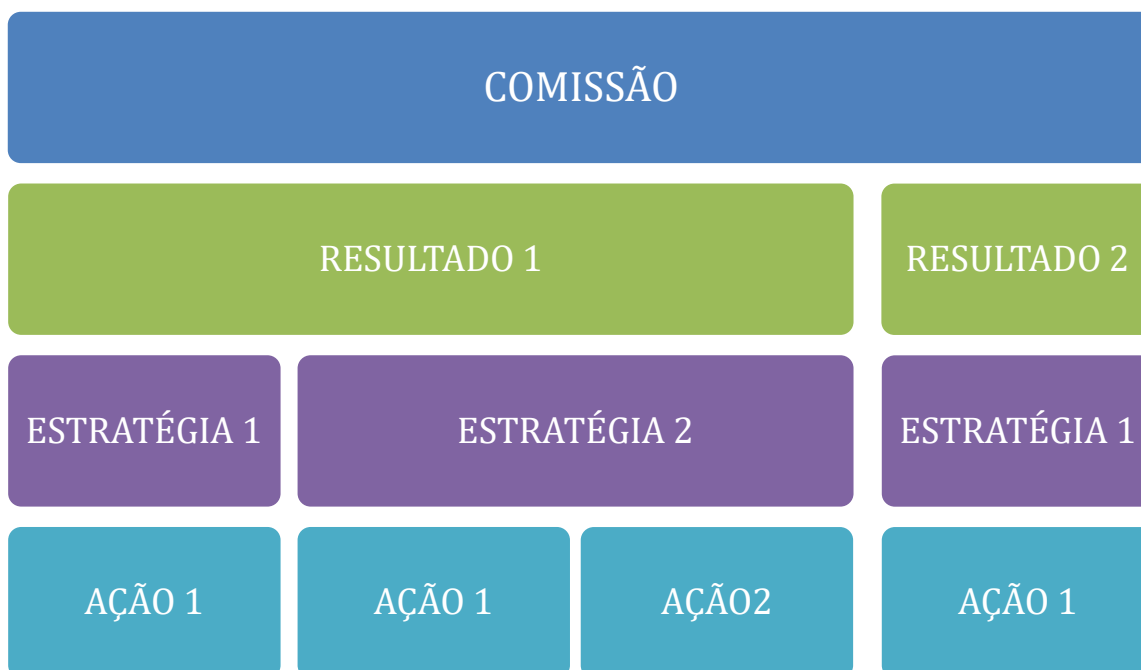 COMISSÃO
RESULTADO 1
RESULTADO 2
ESTRATÉGIA 1
ESTRATÉGIA 2
ESTRATÉGIA 1
AÇÃO 1
AÇÃO 1
AÇÃO2
AÇÃO 1